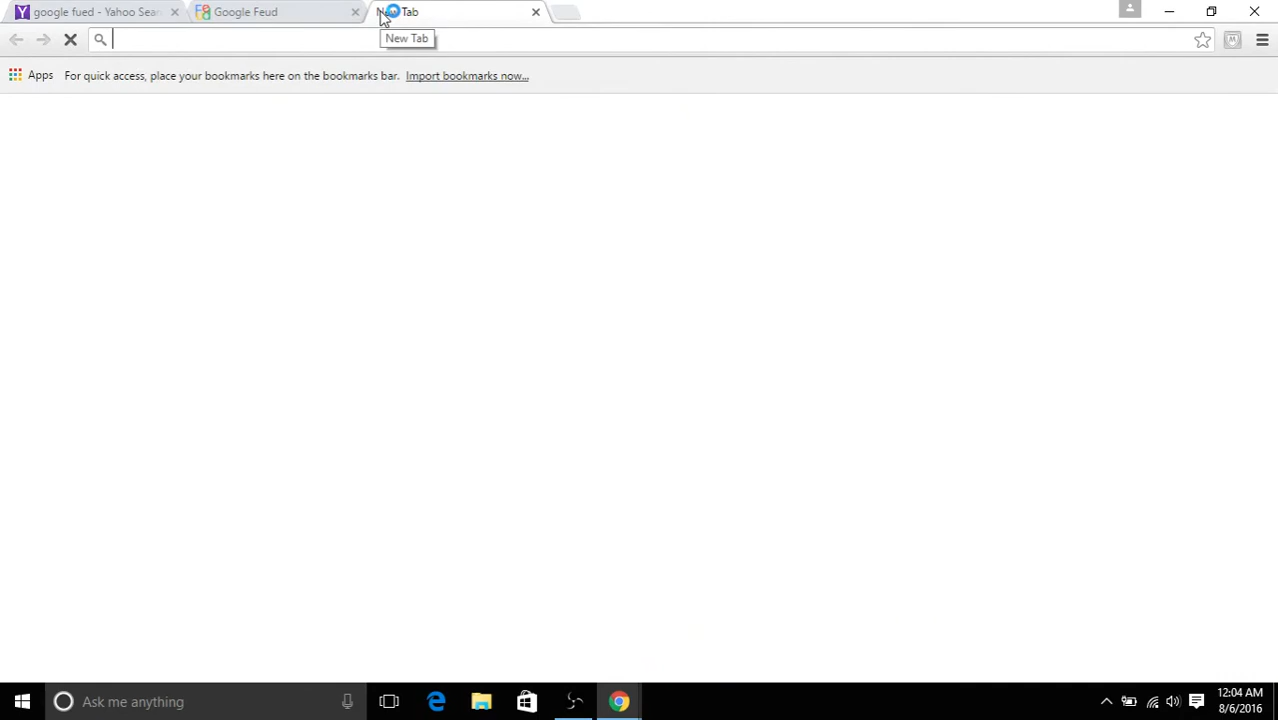 google fued - Yahoo Sear
Google Feud
New Tab
New Tab
Apps
For quick access, place your bookmarks here on the bookmarks bar. Import bookmarks now...
Ask me anything
12:04 AM
8/6/2016